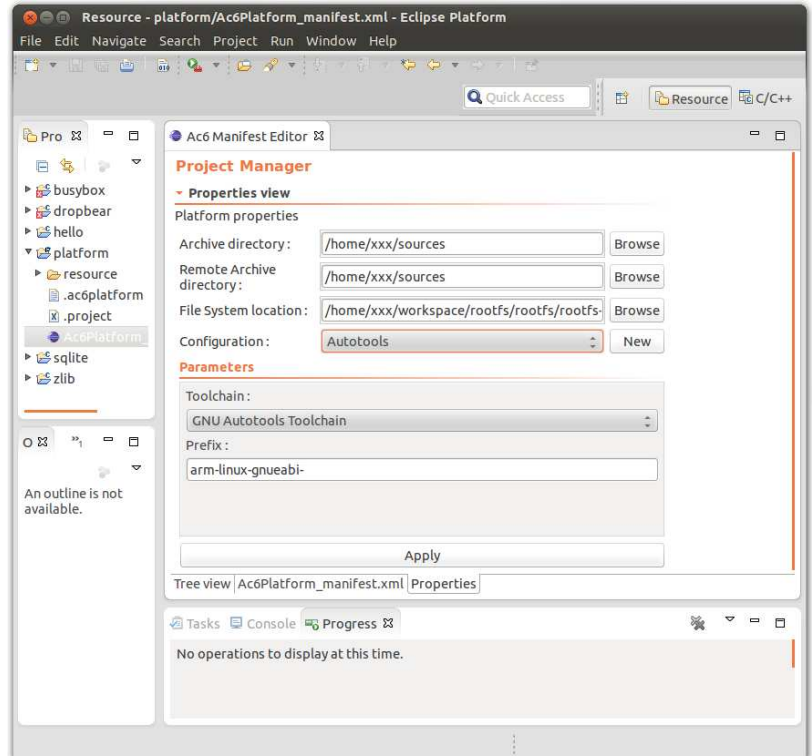 Resource - platform/Ac6Platform_manifest.xml - Eclipse Platform
File Edit Navigate Search Project Run Window Help
Quick Access
Resource
C/C++
Pro
busybox
dropbear
hello
platform
resource
.ac6platform
.project
Ac6Platform_
sqlite
zlib
Ac6 Manifest Editor
Project Manager
Properties view
Platform properties
Archive directory: /home/xxx/sources Browse
Remote Archive directory: /home/xxx/sources Browse
File System location: /home/xxx/workspace/rootfs/rootfs/rootfs- Browse
Configuration: Autotools New
Parameters
Toolchain:
GNU Autotools Toolchain
Prefix:
arm-linux-gnueabi-
Apply
Tree view Ac6Platform_manifest.xml Properties
O »1
An outline is not
available.
Tasks Console Progress
No operations to display at this time.